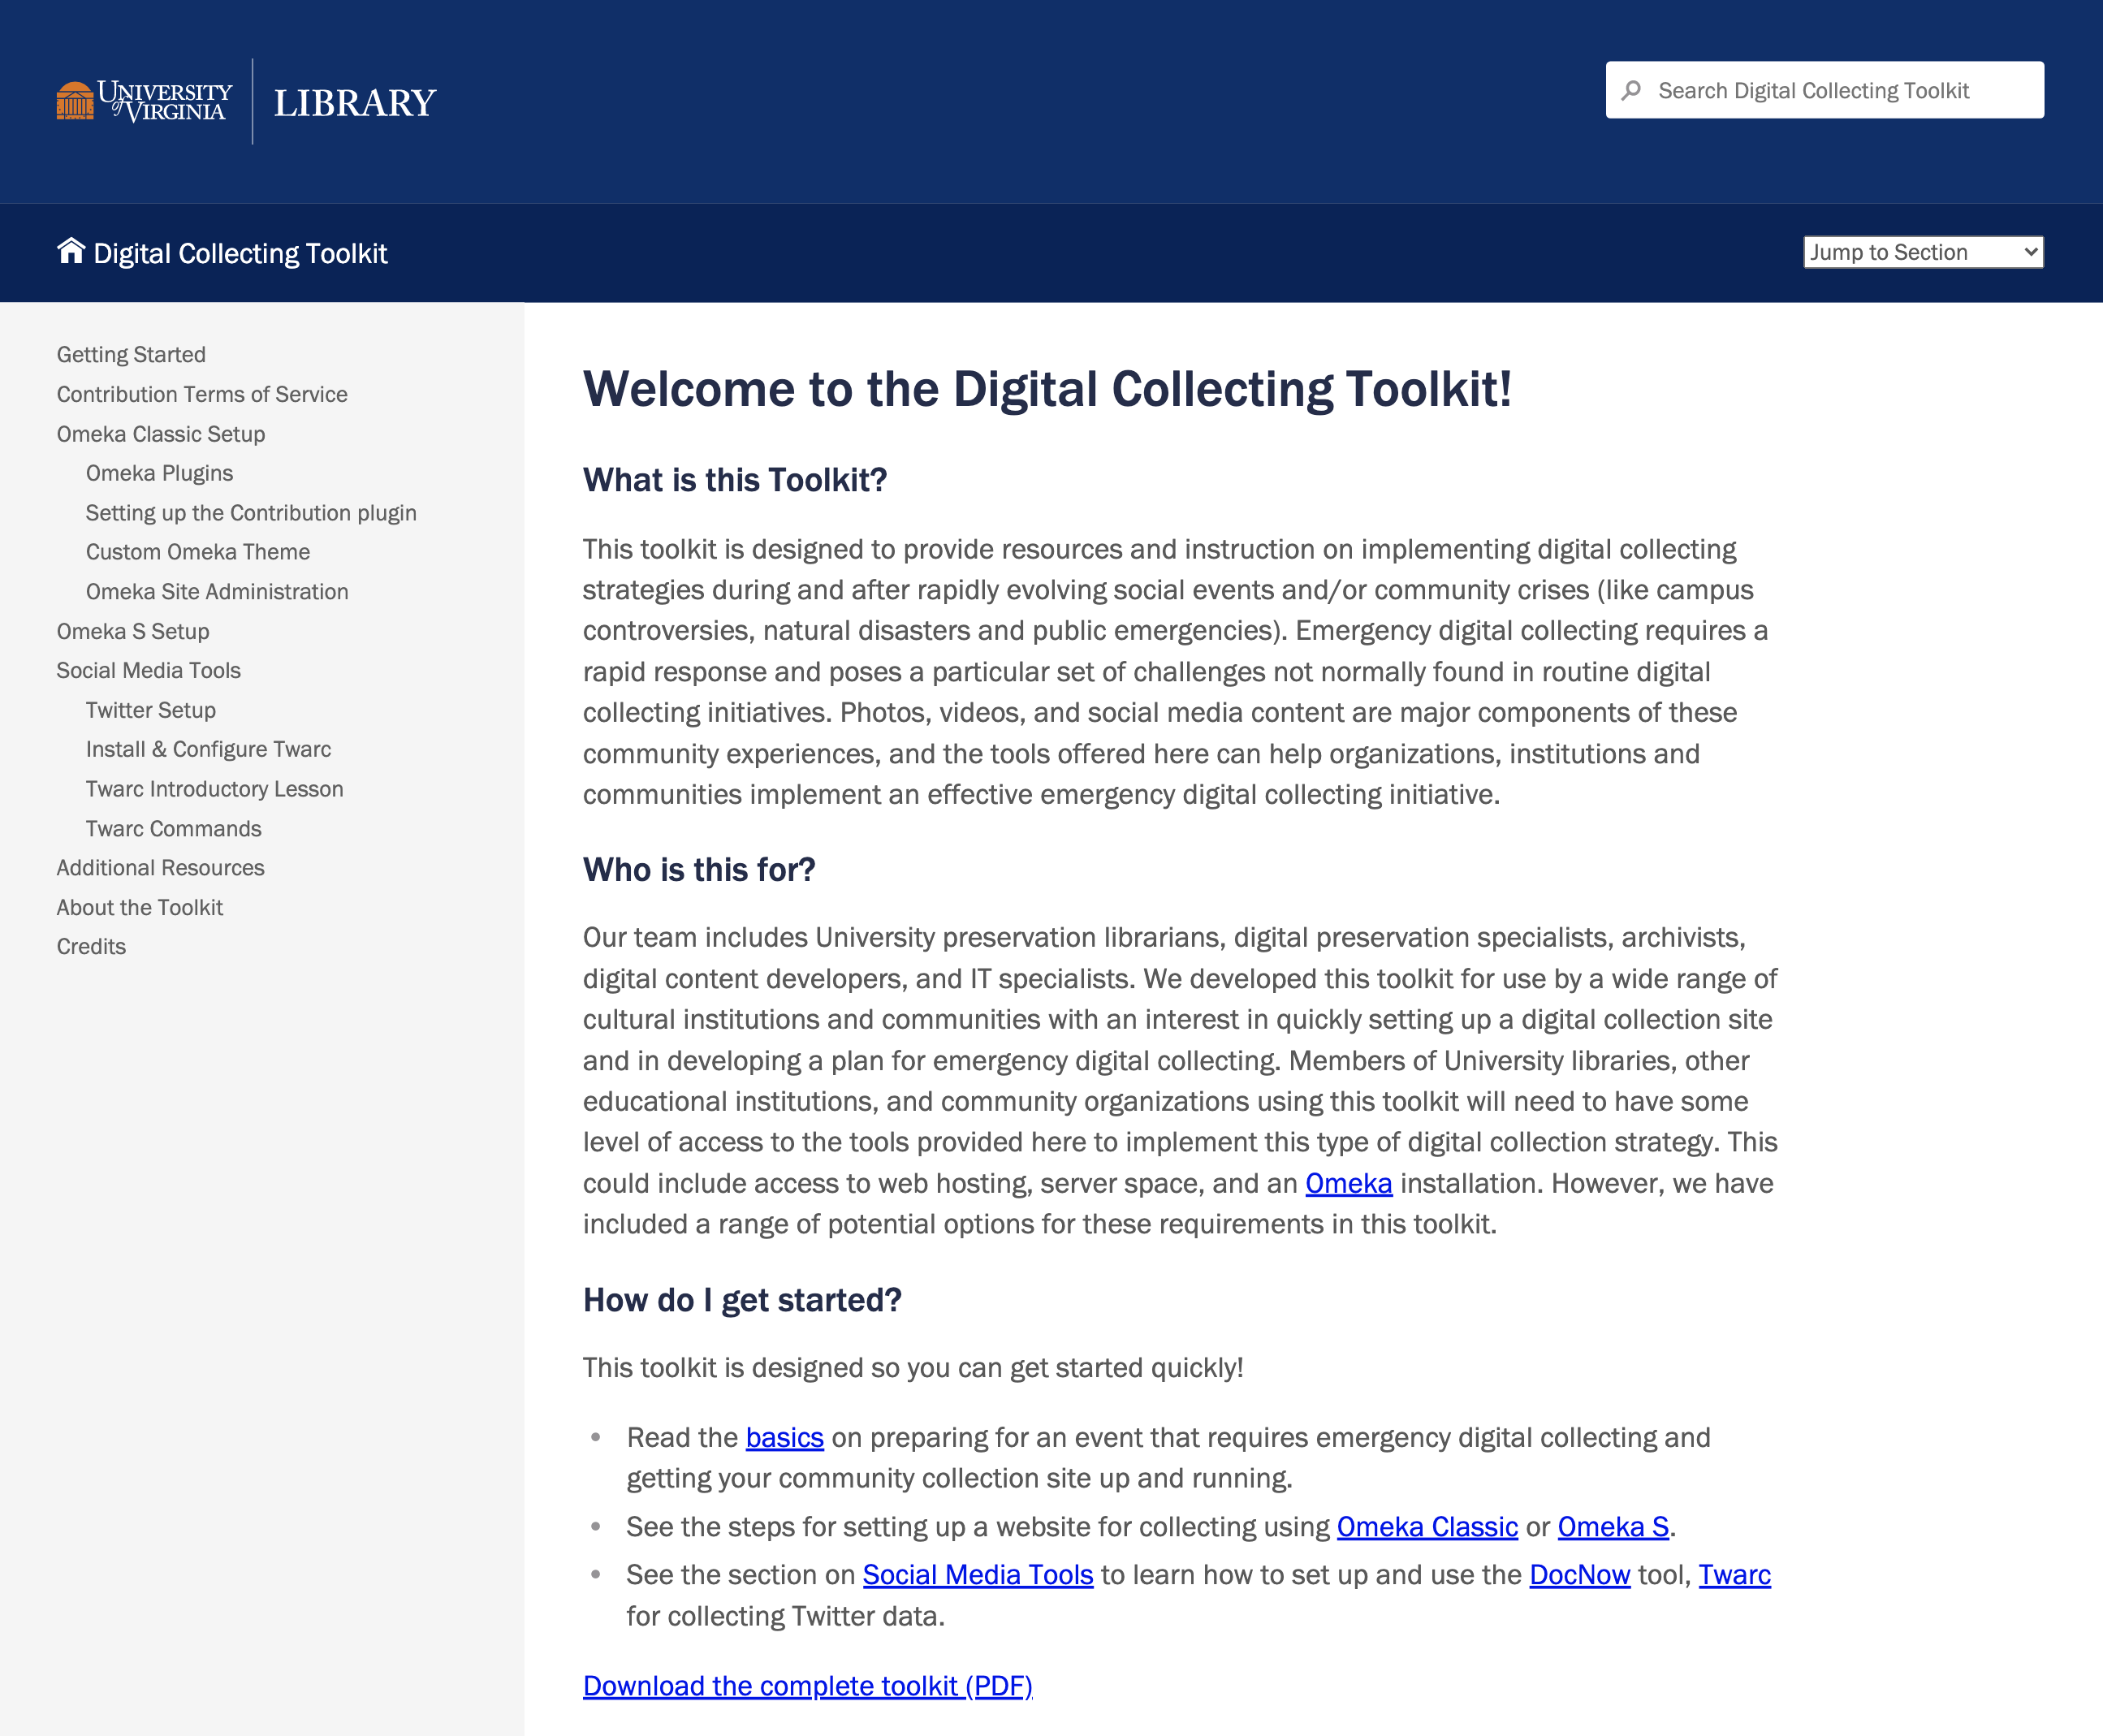 UNIVERSITY
of VIRGINIA
LIBRARY
Search Digital Collecting Toolkit
Digital Collecting Toolkit
Jump to Section
Getting Started
Contribution Terms of Service
Omeka Classic Setup
Omeka Plugins
Setting up the Contribution plugin
Custom Omeka Theme
Omeka Site Administration
Omeka S Setup
Social Media Tools
Twitter Setup
Install & Configure Twarc
Twarc Introductory Lesson
Twarc Commands
Additional Resources
About the Toolkit
Credits
Welcome to the Digital Collecting Toolkit!
What is this Toolkit?
This toolkit is designed to provide resources and instruction on implementing digital collecting
strategies during and after rapidly evolving social events and/or community crises (like campus
controversies, natural disasters and public emergencies). Emergency digital collecting requires a
rapid response and poses a particular set of challenges not normally found in routine digital
collecting initiatives. Photos, videos, and social media content are major components of these
community experiences, and the tools offered here can help organizations, institutions and
communities implement an effective emergency digital collecting initiative.
Who is this for?
Our team includes University preservation librarians, digital preservation specialists, archivists,
digital content developers, and IT specialists. We developed this toolkit for use by a wide range of
cultural institutions and communities with an interest in quickly setting up a digital collection site
and in developing a plan for emergency digital collecting. Members of University libraries, other
educational institutions, and community organizations using this toolkit will need to have some
level of access to the tools provided here to implement this type of digital collection strategy. This
could include access to web hosting, server space, and an Omeka installation. However, we have
included a range of potential options for these requirements in this toolkit.
How do I get started?
This toolkit is designed so you can get started quickly!
• Read the basics on preparing for an event that requires emergency digital collecting and
getting your community collection site up and running.
• See the steps for setting up a website for collecting using Omeka Classic or Omeka S.
• See the section on Social Media Tools to learn how to set up and use the DocNow tool, Twarc
for collecting Twitter data.
Download the complete toolkit (PDF)